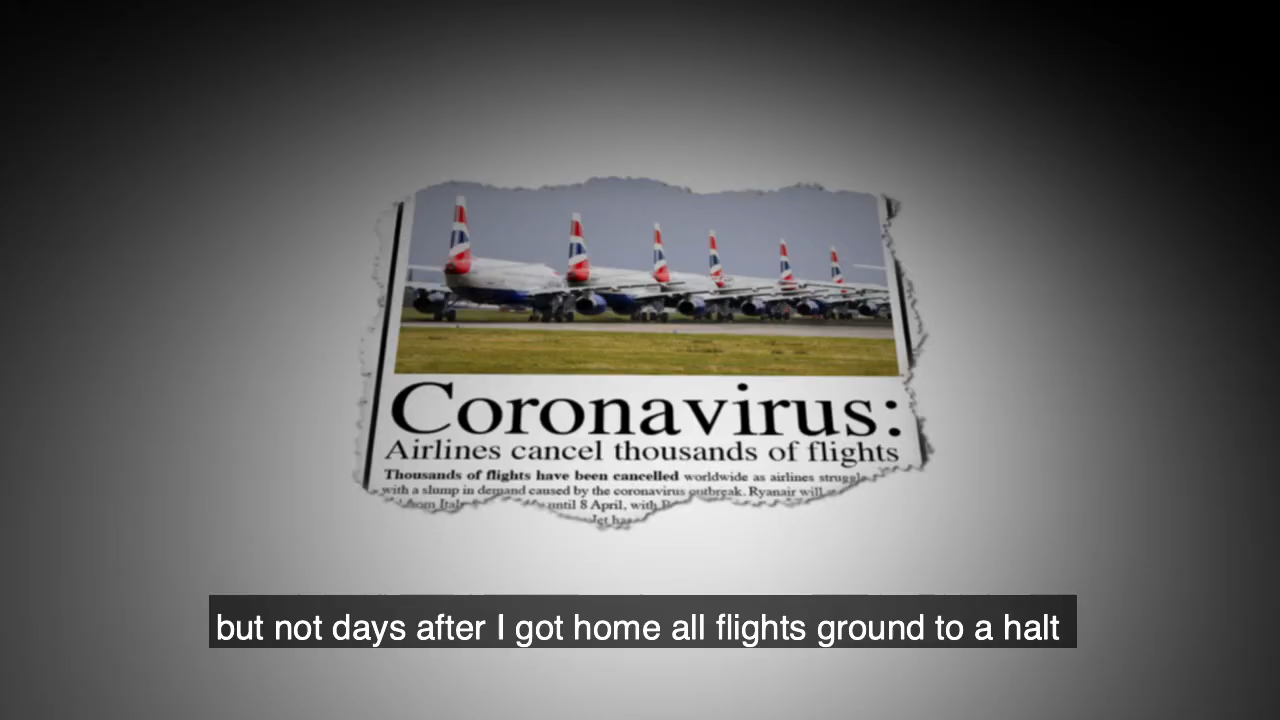 Coronavirus:
Airlines cancel thousands of flights
Thousands of flights have been cancelled worldwide as airlines struggle
with a slump in demand caused by the coronavirus outbreak. Ryanair will
until 8 April, with
but not days after I got home all flights ground to a halt